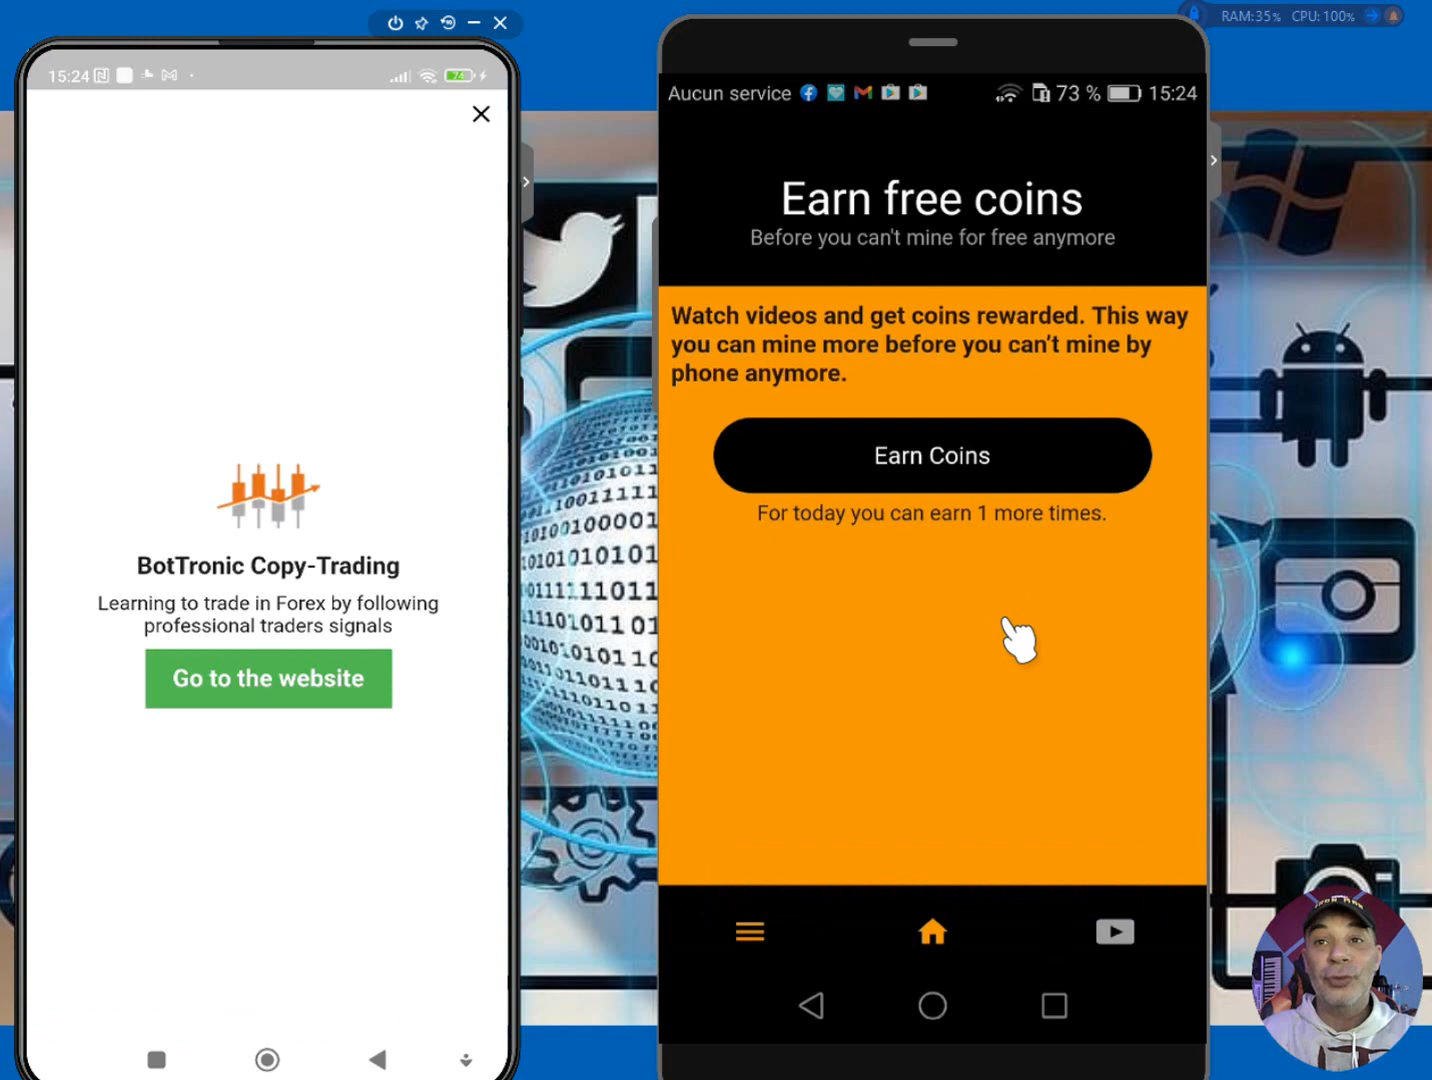 RAM:35% CPU:100%
15:24
74
BotTronic Copy-Trading
Learning to trade in Forex by following
professional traders signals
Go to the website
Aucun service
73 % 15:24
Earn free coins
Before you can't mine for free anymore
Watch videos and get coins rewarded. This way
you can mine more before you can’t mine by
phone anymore.
Earn Coins
For today you can earn 1 more times.